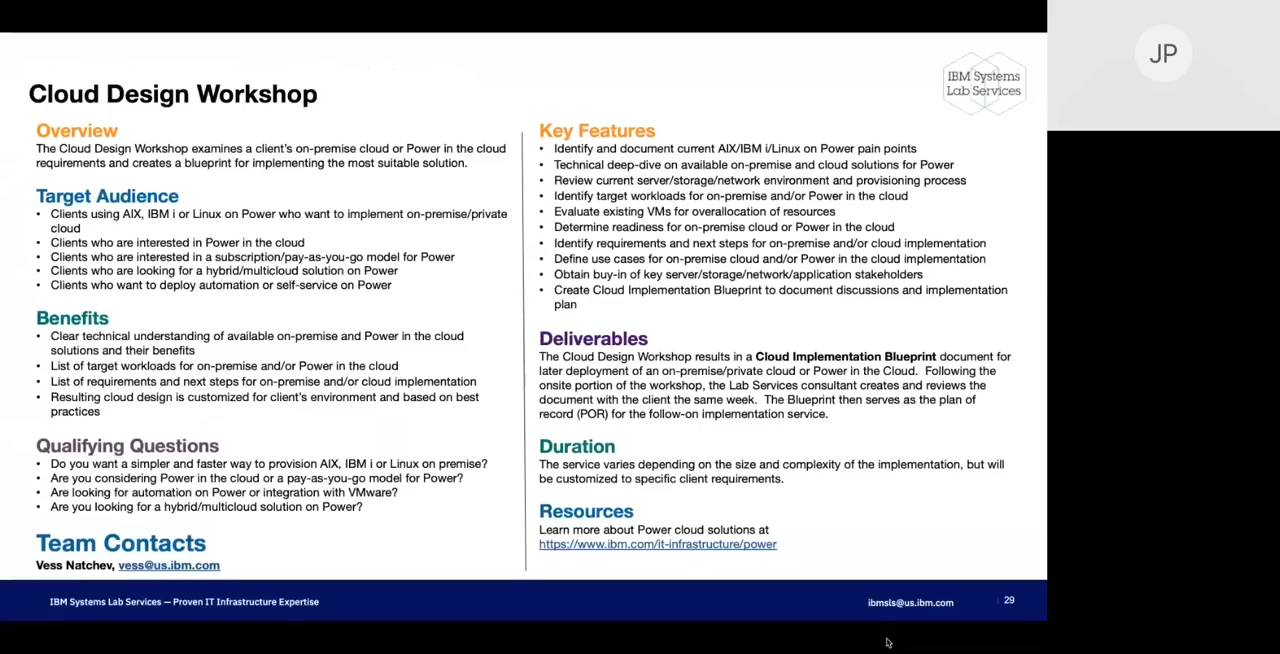 Cloud Design Workshop
IBM Systems
Lab Services
Overview
The Cloud Design Workshop examines a client's on-premise cloud or Power in the cloud
requirements and creates a blueprint for implementing the most suitable solution.
Target Audience
• Clients using AIX, IBM i or Linux on Power who want to implement on-premise/private
cloud
• Clients who are interested in Power in the cloud
• Clients who are interested in a subscription/pay-as-you-go model for Power
• Clients who are looking for a hybrid/multicloud solution on Power
• Clients who want to deploy automation or self-service on Power
Benefits
• Clear technical understanding of available on-premise and Power in the cloud
solutions and their benefits
• List of target workloads for on-premise and/or Power in the cloud
• List of requirements and next steps for on-premise and/or cloud implementation
• Resulting cloud design is customized for client's environment and based on best
practices
Qualifying Questions
• Do you want a simpler and faster way to provision AIX, IBM i or Linux on premise?
• Are you considering Power in the cloud or a pay-as-you-go model for Power?
• Are looking for automation on Power or integration with VMware?
• Are you looking for a hybrid/multicloud solution on Power?
Team Contacts
Vess Natchev, vess@us.ibm.com
Key Features
• Identify and document current AIX/IBM i/Linux on Power pain points
• Technical deep-dive on available on-premise and cloud solutions for Power
• Review current server/storage/network environment and provisioning process
• Identify target workloads for on-premise and/or Power in the cloud
• Evaluate existing VMs for overallocation of resources
• Determine readiness for on-premise cloud or Power in the cloud
• Identify requirements and next steps for on-premise and/or cloud implementation
• Define use cases for on-premise cloud and/or Power in the cloud implementation
• Obtain buy-in of key server/storage/network/application stakeholders
• Create Cloud Implementation Blueprint to document discussions and implementation
plan
Deliverables
The Cloud Design Workshop results in a Cloud Implementation Blueprint document for
later deployment of an on-premise/private cloud or Power in the Cloud. Following the
onsite portion of the workshop, the Lab Services consultant creates and reviews the
document with the client the same week. The Blueprint then serves as the plan of
record (POR) for the follow-on implementation service.
Duration
The service varies depending on the size and complexity of the implementation, but will
be customized to specific client requirements.
Resources
Learn more about Power cloud solutions at
https://www.ibm.com/it-infrastructure/power
IBM Systems Lab Services — Proven IT Infrastructure Expertise
ibmsls@us.ibm.com
29
JP